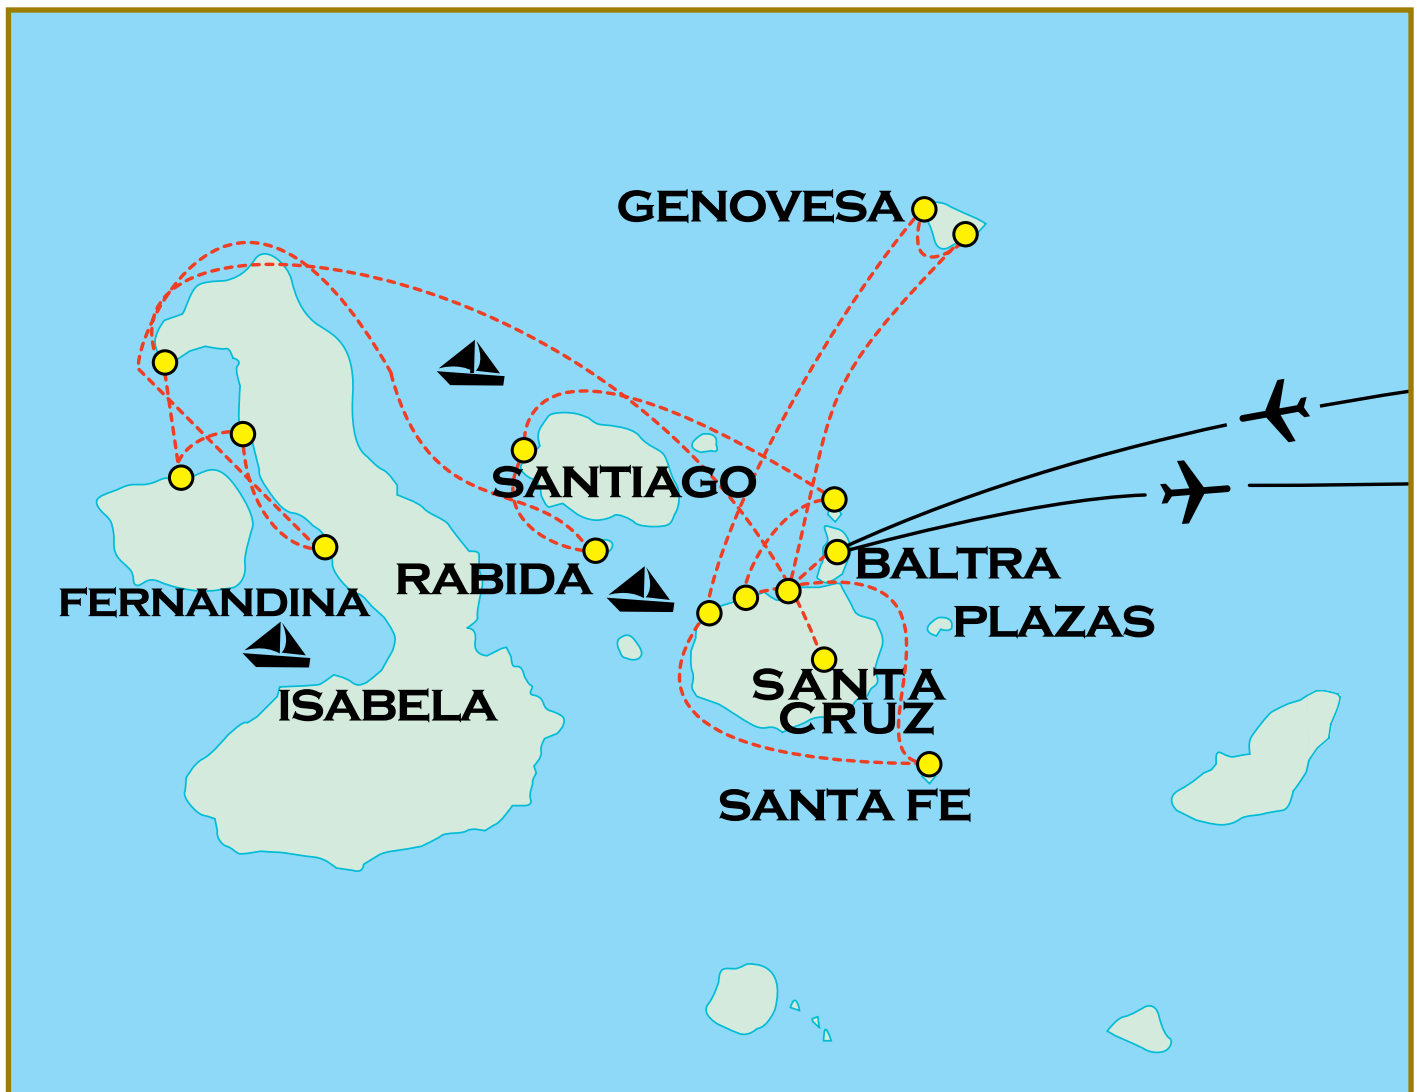 GENOVESA
SANTIAGO
BALTRA
RABIDA
FERNANDINA
PLAZAS
SANTA
CRUZ
ISABELA
SANTA FE